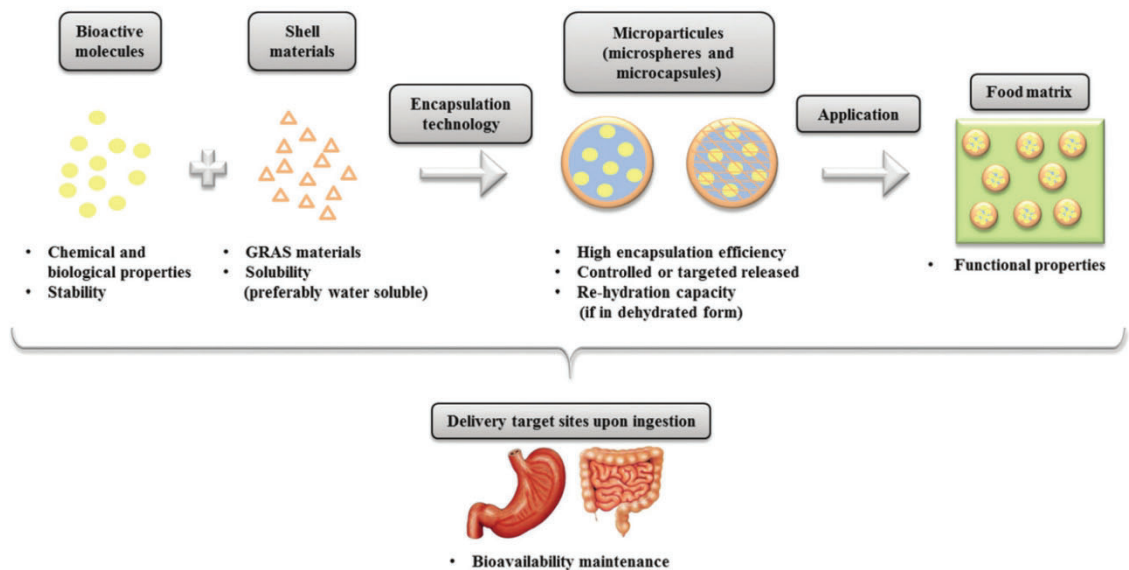 Bioactive
molecules
Shell
materials
Encapsulation
technology
Microparticules
(microspheres and
microcapsules)
Application
Food matrix
• Chemical and
biological properties
• Stability
• GRAS materials
• Solubility
(preferably water soluble)
• High encapsulation efficiency
• Controlled or targeted released
• Re-hydration capacity
(if in dehydrated form)
• Functional properties
Delivery target sites upon ingestion
• Bioavailability maintenance